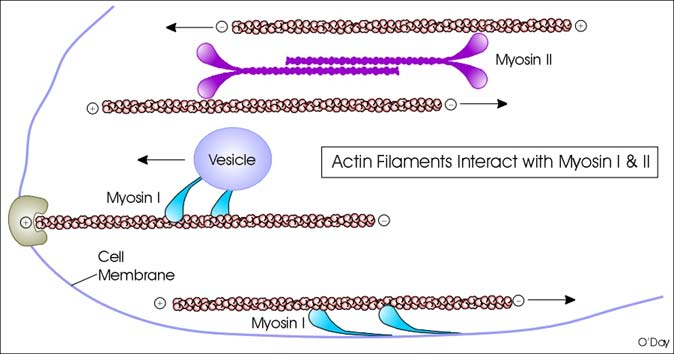 − +
Myosin II
+ −
Vesicle
Actin Filaments Interact with Myosin I & II
Myosin I
+ −
Cell
Membrane
+ −
Myosin I
O'Day